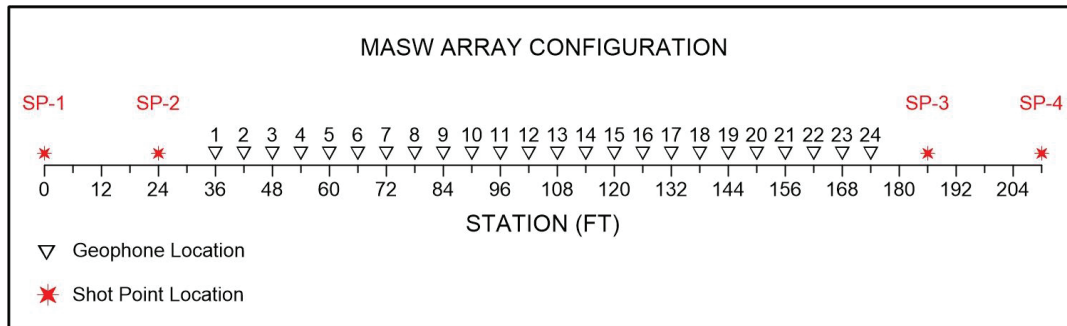 MASW ARRAY CONFIGURATION
SP-1 SP-2 SP-3 SP-4
1 2 3 4 5 6 7 8 9 10 11 12 13 14 15 16 17 18 19 20 21 22 23 24
0 12 24 36 48 60 72 84 96 108 120 132 144 156 168 180 192 204
STATION (FT)
Geophone Location
Shot Point Location